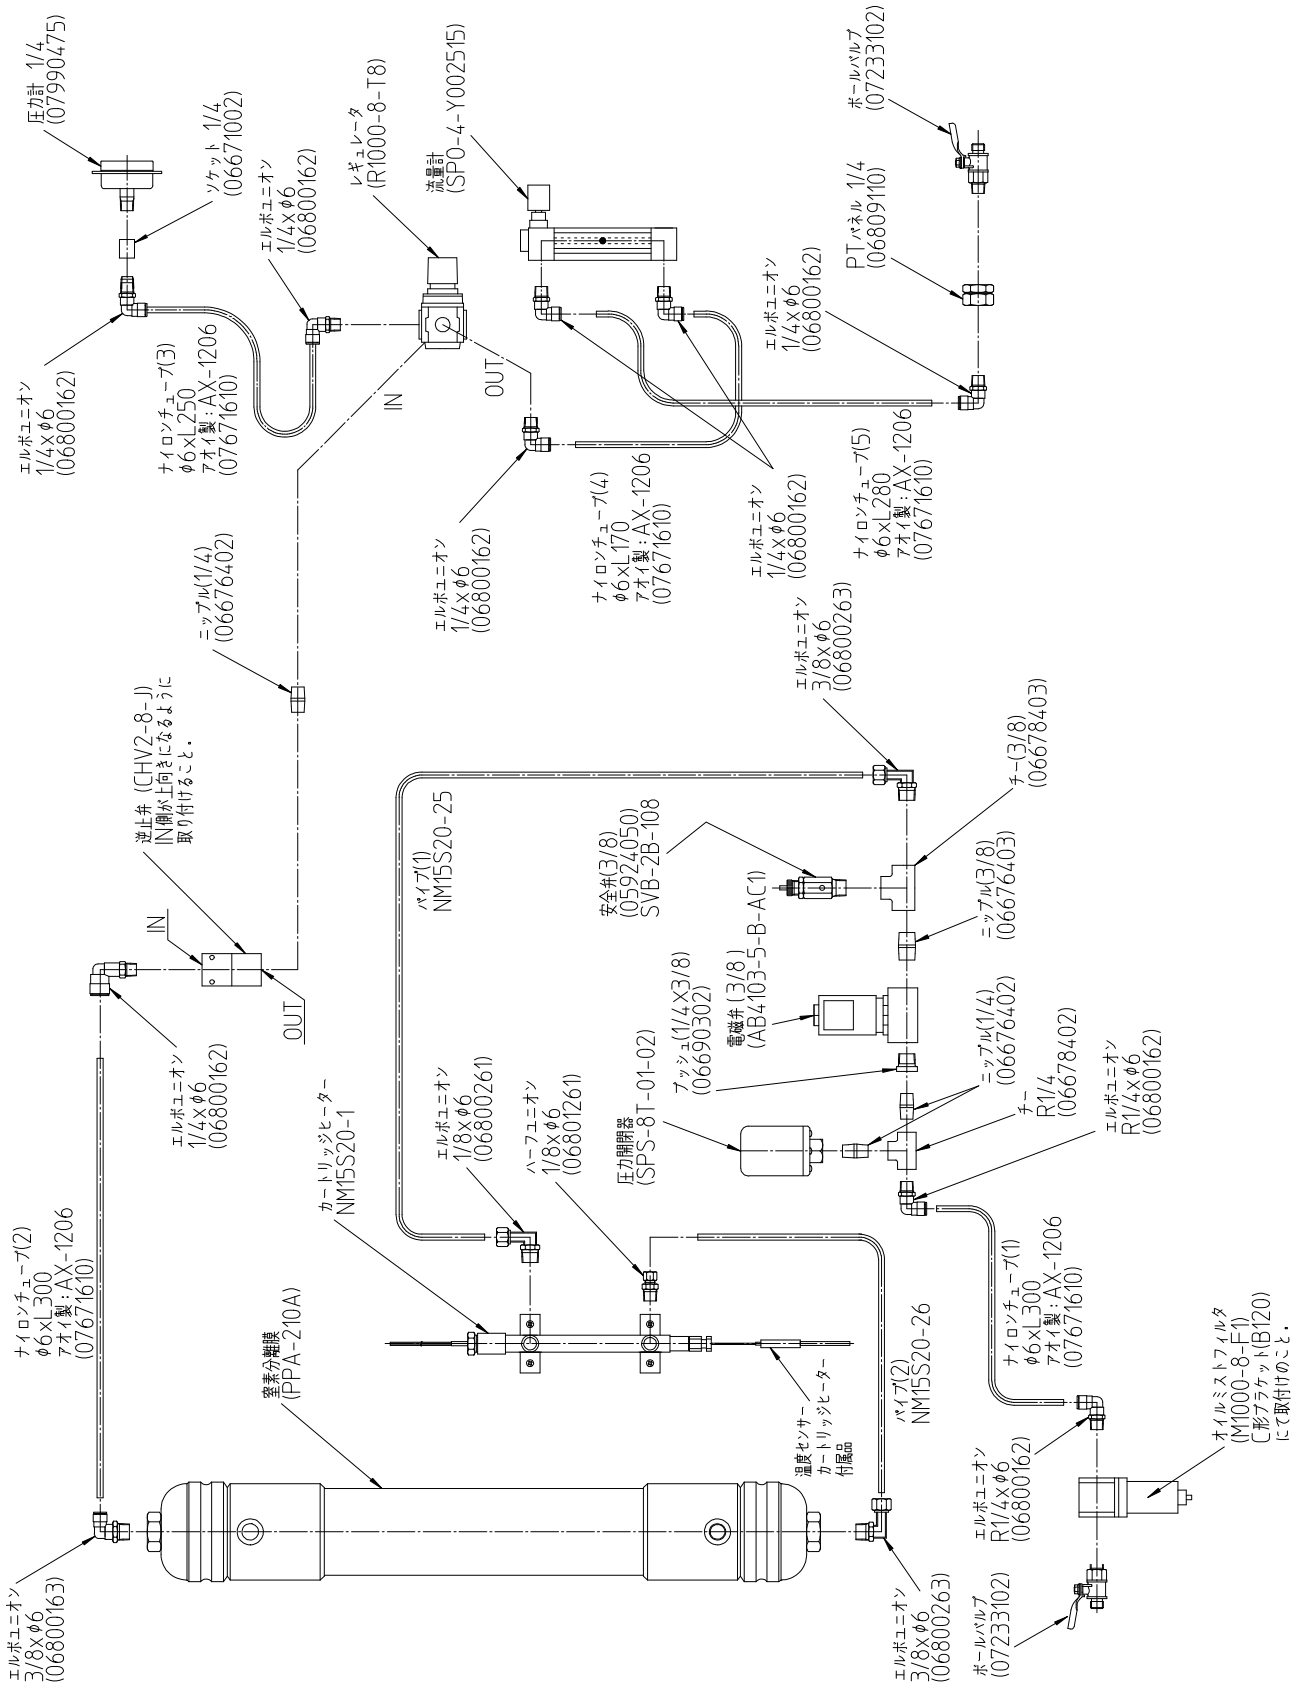 圧力計 1/4
(07990475)
ソケット 1/4
(06671002)
エルボユニオン
1/4xφ6
(06800162)
レギュレータ
(R1000-8-T8)
流量計
(SPO-4-Y002515)
ボールバルブ
(07233102)
PTパネル 1/4
(06809110)
エルボユニオン
1/4xφ6
(06800162)
エルボユニオン
1/4xφ6
(06800162)
ナイロンチューブ(3)
φ6xL250
アオイ製:AX-1206
(07671610)
IN
OUT
エルボユニオン
1/4xφ6
(06800162)
ナイロンチューブ(4)
φ6xL170
アオイ製:AX-1206
(07671610)
エルボユニオン
1/4xφ6
(06800162)
ナイロンチューブ(5)
φ6xL280
アオイ製:AX-1206
(07671610)
ニップル(1/4)
(06676402)
逆止弁 (CHV2-8-J)
IN側が上向きになるように
取り付けること。
IN
OUT
エルボユニオン
1/4xφ6
(06800162)
パイプ(1)
NM15S20-25
エルボユニオン
3/8xφ6
(06800263)
チー(3/8)
(06678403)
安全弁(3/8)
(05924050)
SVB-2B-108
ニップル(3/8)
(06676403)
電磁弁(3/8)
(AB4103-5-B-AC1)
ブッシュ(1/4X3/8)
(06690302)
圧力開閉器
(SPS-8T-01-02)
ニップル(1/4)
(06676402)
チー
R1/4
(06678402)
エルボユニオン
R1/4xφ6
(06800162)
カートリッジヒーター
NM15S20-1
エルボユニオン
1/8xφ6
(06800261)
ハーフユニオン
1/8xφ6
(06801261)
ナイロンチューブ(2)
φ6xL300
アオイ製:AX-1206
(07671610)
窒素分離膜
(PPA-210A)
温度センサー
カートリッジヒーター
付属品
パイプ(2)
NM15S20-26
ナイロンチューブ(1)
φ6xL300
アオイ製:AX-1206
(07671610)
オイルミストフィルタ
(M1000-8-F1)
C形ブラケット(B120)
にて取付けのこと。
エルボユニオン
R1/4xφ6
(06800162)
ボールバルブ
(07233102)
エルボユニオン
3/8xφ6
(06800163)
エルボユニオン
3/8xφ6
(06800263)